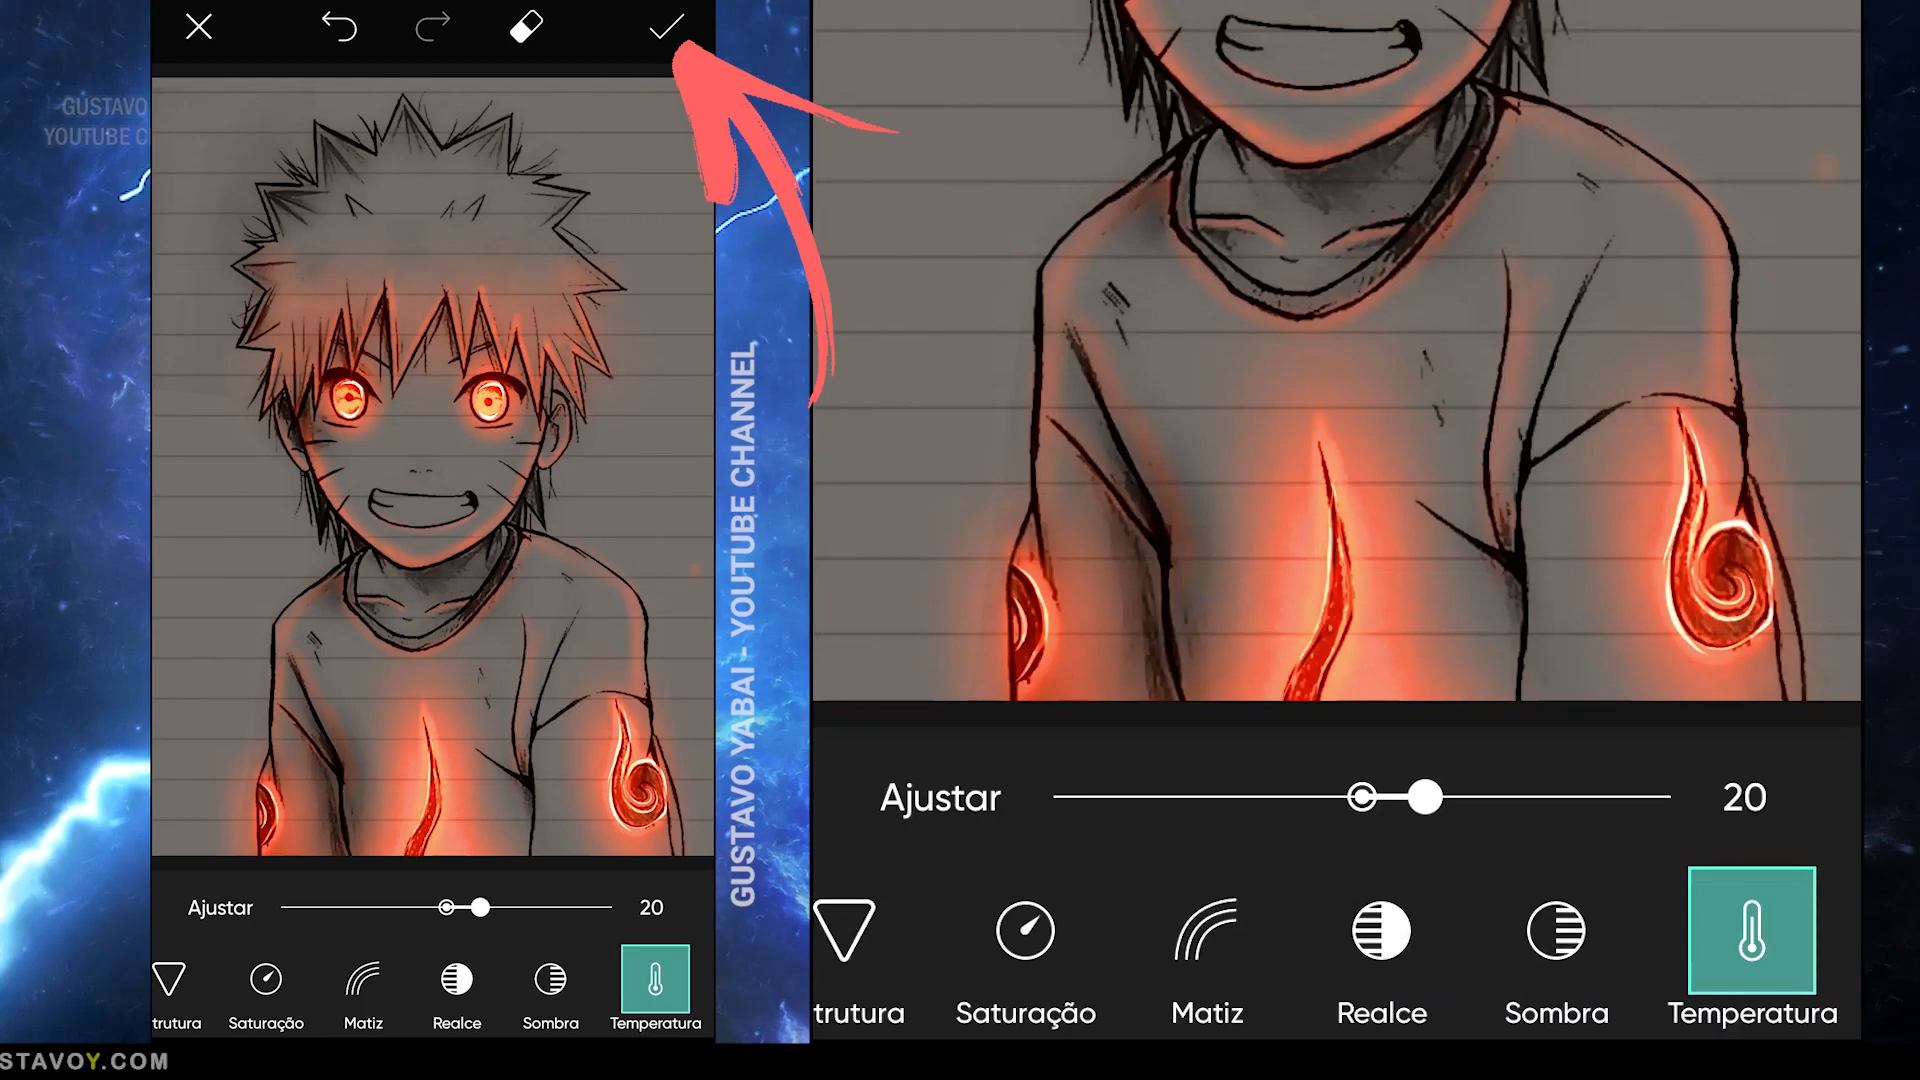 GUSTAVO
YOUTUBE C
GUSTAVO YABAI - YOUTUBE CHANNEL
Ajustar 20
trutura Saturação Matiz Realce Sombra Temperatura
Ajustar 20
trutura Saturação Matiz Realce Sombra Temperatura
STAVOY.COM